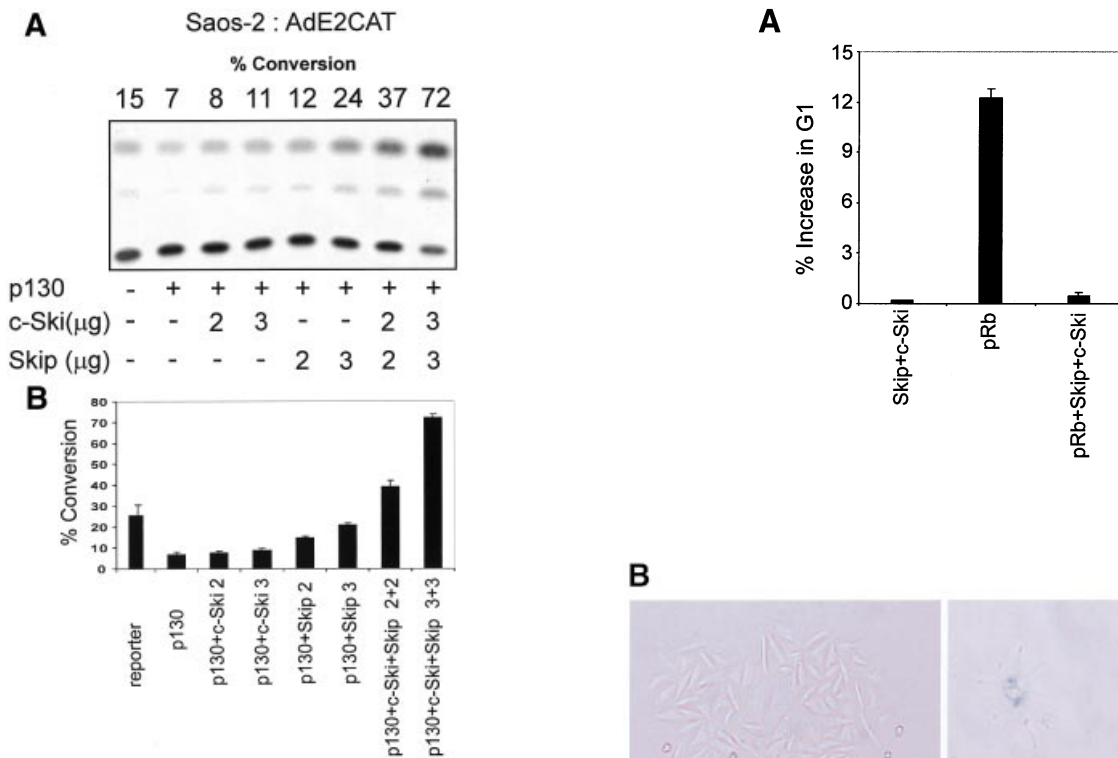 A
Saos-2 : AdE2CAT
% Conversion
15 7 8 11 12 24 37 72
p130 - + + + + + + +
c-Ski(μg) - - 2 3 - - 2 3
Skip (μg) - - - - 2 3 2 3
B
% Conversion
80
70
60
50
40
30
20
10
0
reporter
p130
p130+c-Ski 2
p130+c-Ski 3
p130+Skip 2
p130+Skip 3
p130+c-Ski+Skip 2+2
p130+c-Ski+Skip 3+3
A
% Increase in G1
15
12
9
6
3
0
Skip+c-Ski
pRb
pRb+Skip+c-Ski
B